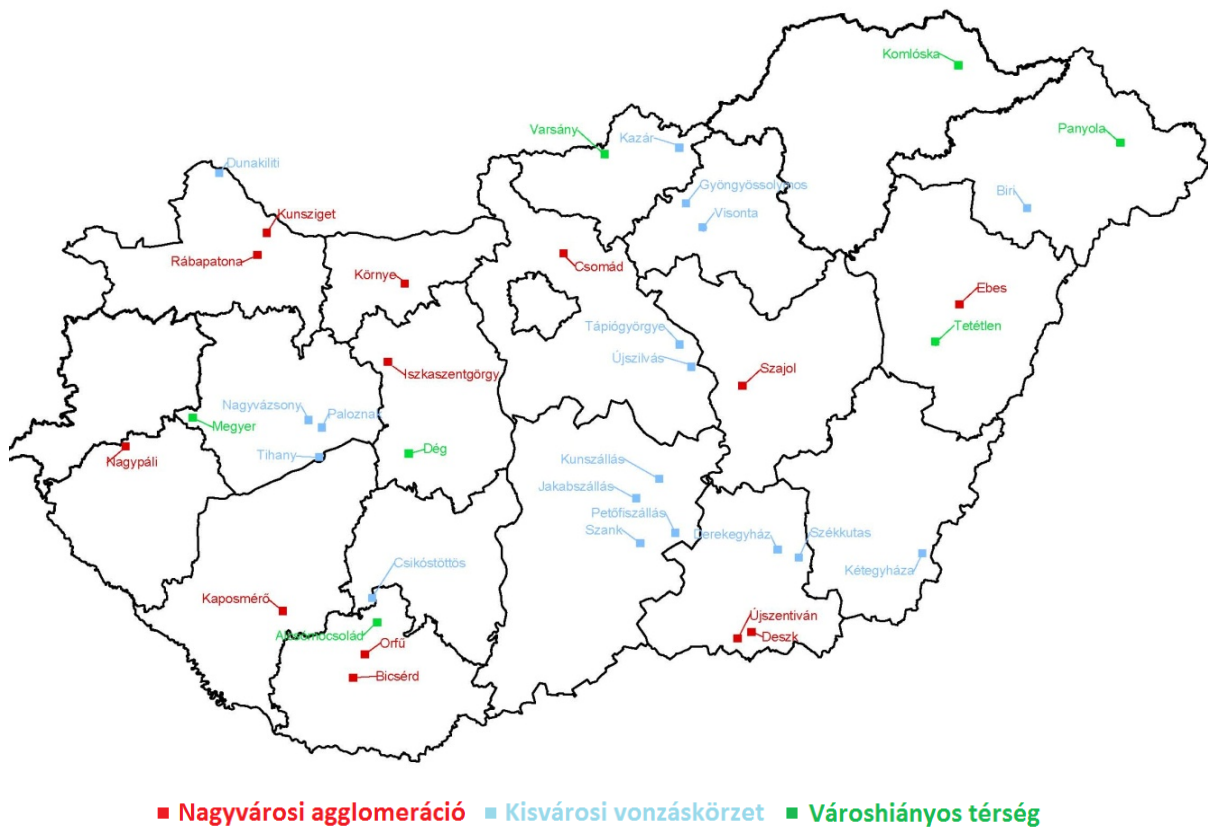 Komlóska
Varsány
Kazár
Panyola
Dunakiliti
Gyöngyössolymos
Biri
Kunsziget
Visonta
Rábapatona
Környe
Csomád
Ebes
Tápiógyörgye
Tetétlen
Újszilvás
Iszkaszentgörgy
Szajol
Nagyvázsony
Paloznak
Megyer
Dég
Nagypáli
Tihany
Kunszállás
Jakabszállás
Petőfiszállás
Szank
Derekegyház
Székkutas
Kétegyháza
Csikóstöttös
Kaposmérő
Alsómocsolád
Újszentiván
Deszk
Orfű
Bicsérd
Nagyvárosi agglomeráció Kisvárosi vonzáskörzet Városhiányos térség